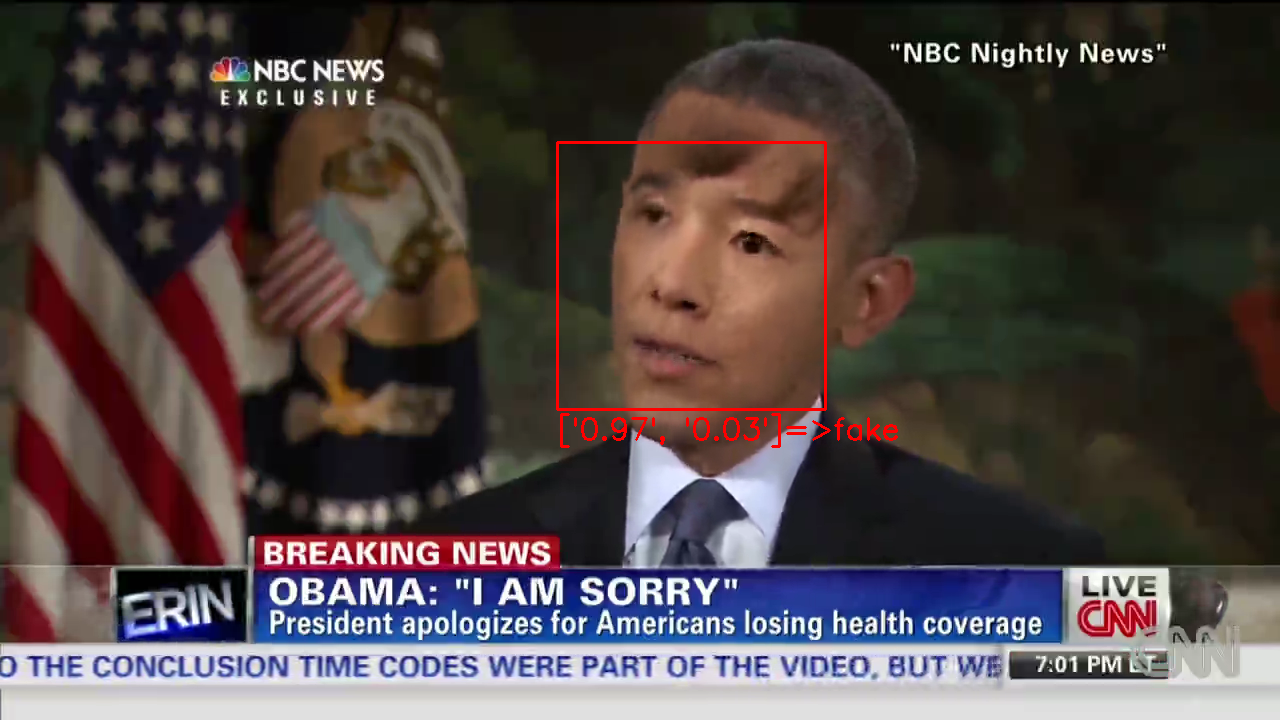 NBC NEWS
EXCLUSIVE
"NBC Nightly News"
['0.97', '0.03']=>fake
BREAKING NEWS
ERIN
OBAMA: "I AM SORRY"
President apologizes for Americans losing health coverage
LIVE
CNN
O THE CONCLUSION TIME CODES WERE PART OF THE VIDEO, BUT WE
7:01 PM ET
CNN